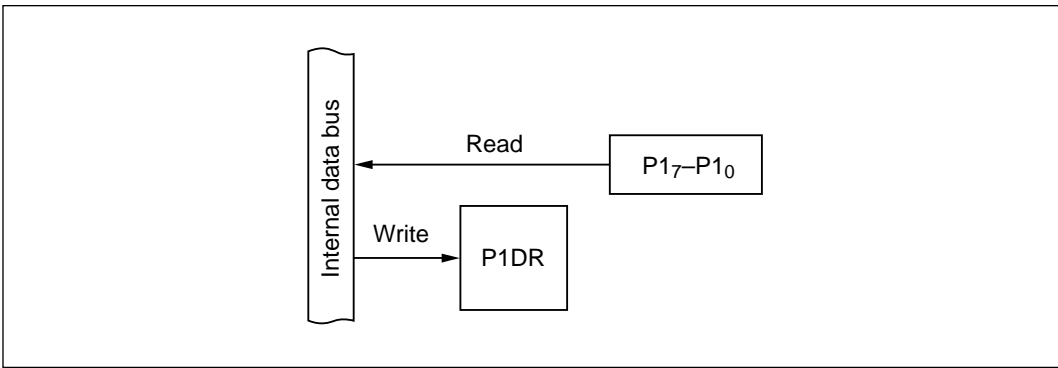 Internal data bus
Read
P1₇–P1₀
Write
P1DR